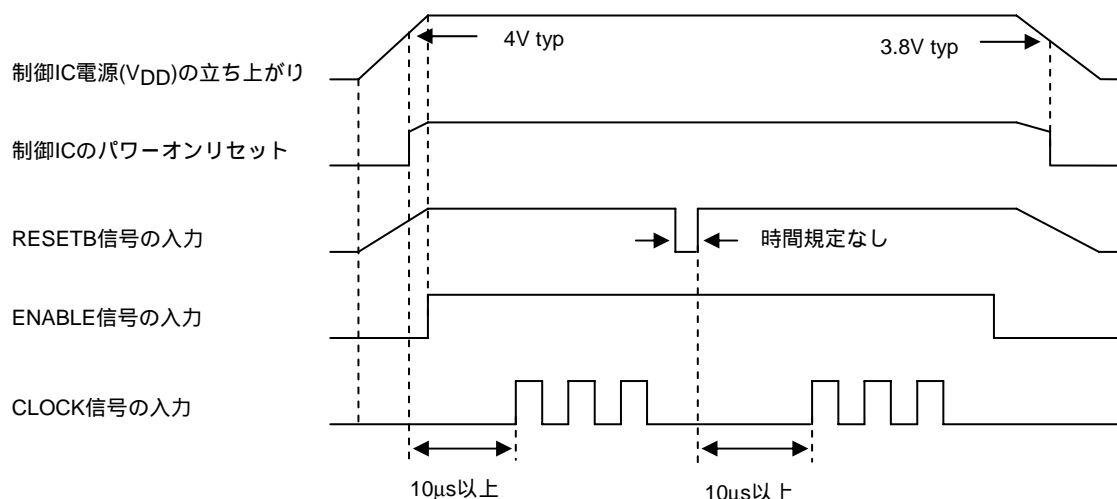 4V typ
3.8V typ
制御IC電源(VDD)の立ち上がり
制御ICのパワーオンリセット
RESETB信号の入力
時間規定なし
ENABLE信号の入力
CLOCK信号の入力
10μs以上
10μs以上